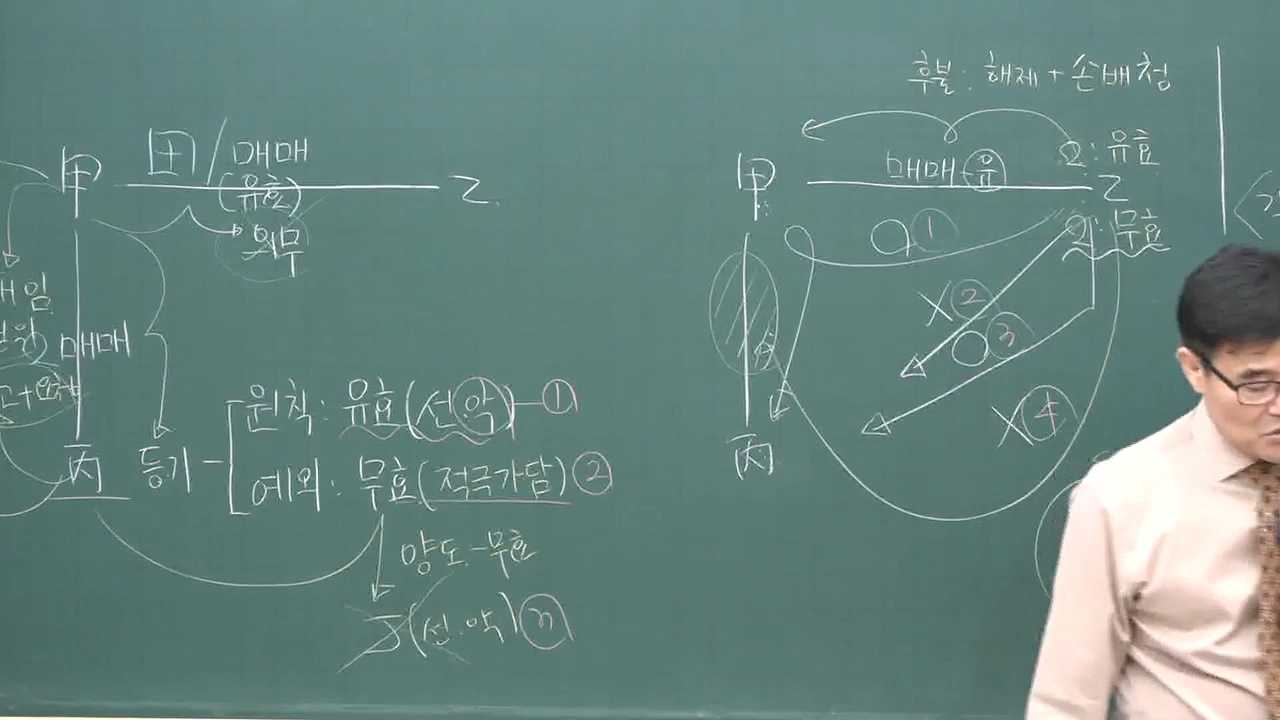 甲 田/매매 乙
(유효)
의무
매매
丙 등기
원칙: 유효(선악) ①
예외: 무효(적극가담) ②
양도-무효
丁(선.악)
후불: 해제+손배청
甲 매매-유 乙
2: 유효
2: 무효
○①
X②
○③
X④
丙